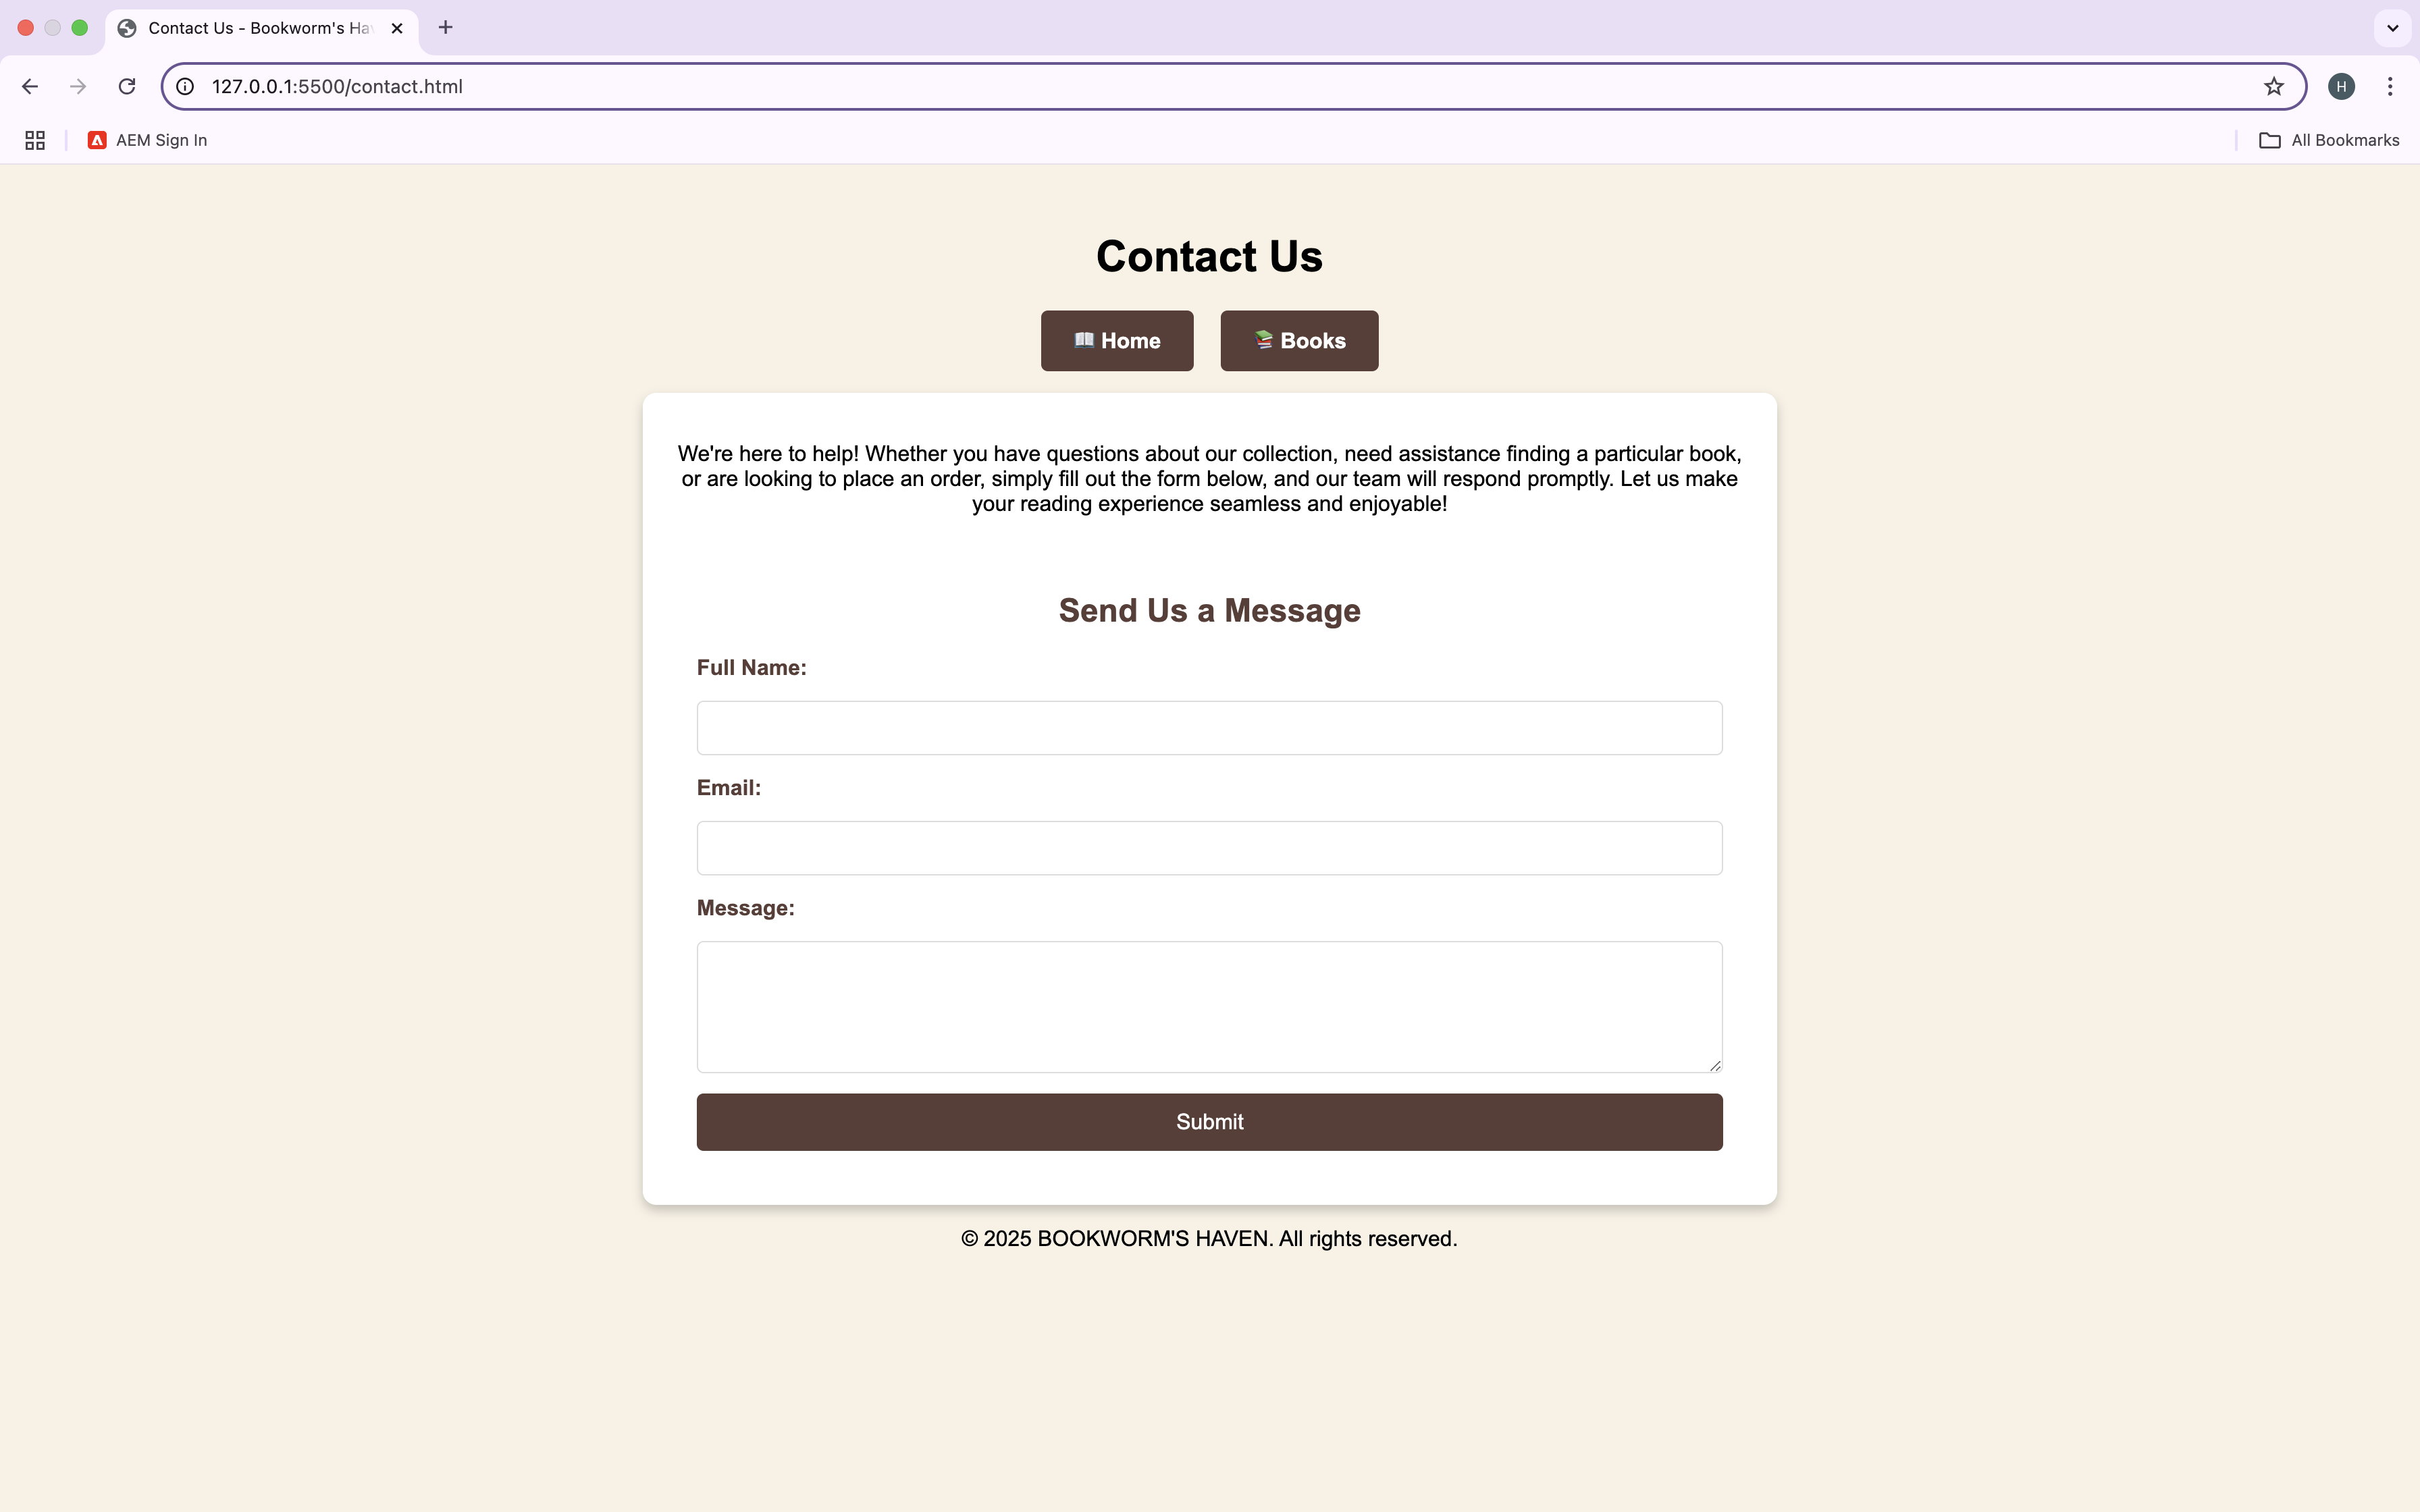 Contact Us - Bookworm's Ha
127.0.0.1:5500/contact.html
H
AEM Sign In
All Bookmarks
Contact Us
Home
Books
We're here to help! Whether you have questions about our collection, need assistance finding a particular book,
or are looking to place an order, simply fill out the form below, and our team will respond promptly. Let us make
your reading experience seamless and enjoyable!
Send Us a Message
Full Name:
Email:
Message:
Submit
© 2025 BOOKWORM'S HAVEN. All rights reserved.